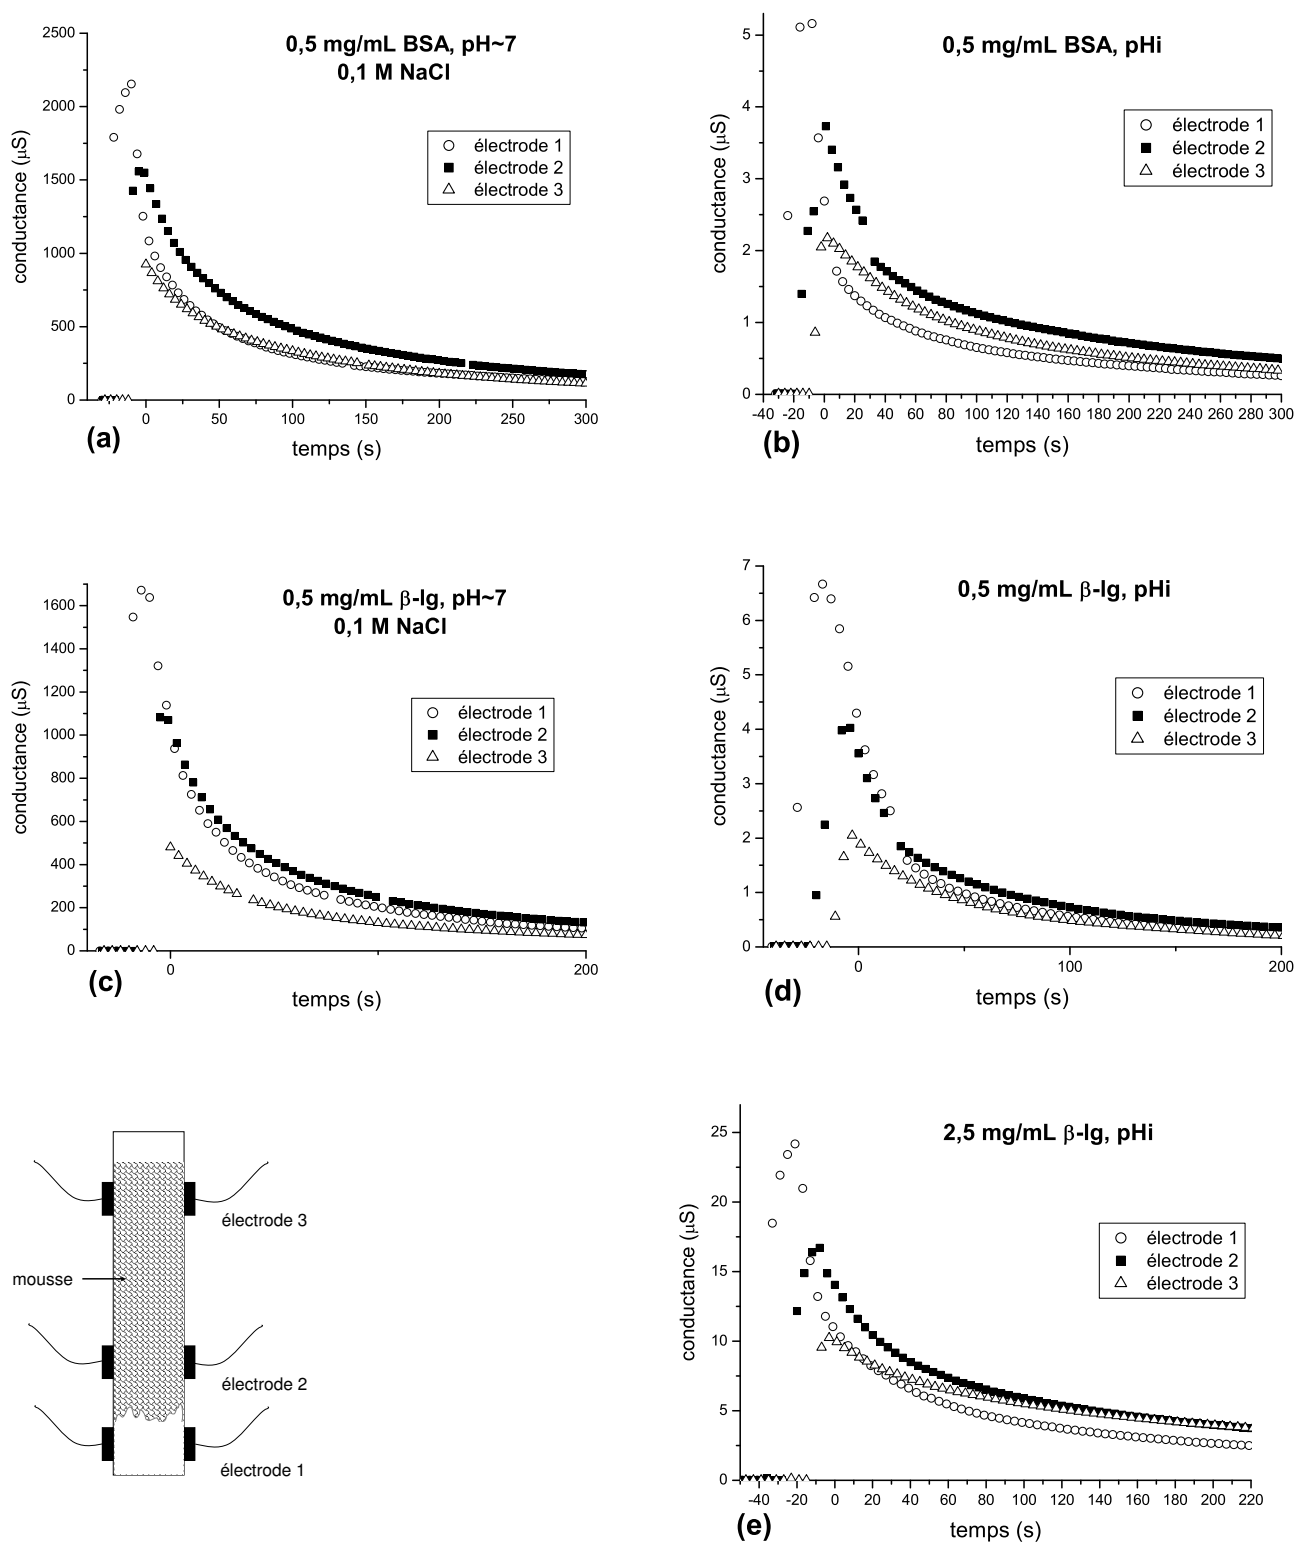 0,5 mg/mL BSA, pH~7
0,1 M NaCl
conductance (µS)
2500
2000
1500
1000
500
0
électrode 1
électrode 2
électrode 3
0
50
100
150
200
250
300
temps (s)
(a)
0,5 mg/mL BSA, pHi
conductance (µS)
5
4
3
2
1
0
électrode 1
électrode 2
électrode 3
-40
-20
0
20
40
60
80
100
120
140
160
180
200
220
240
260
280
300
temps (s)
(b)
0,5 mg/mL β-lg, pH~7
0,1 M NaCl
conductance (µS)
1600
1400
1200
1000
800
600
400
200
0
électrode 1
électrode 2
électrode 3
0
200
temps (s)
(c)
0,5 mg/mL β-lg, pHi
conductance (µS)
7
6
5
4
3
2
1
0
électrode 1
électrode 2
électrode 3
0
100
200
temps (s)
(d)
électrode 3
mousse
électrode 2
électrode 1
2,5 mg/mL β-lg, pHi
conductance (µS)
25
20
15
10
5
0
électrode 1
électrode 2
électrode 3
-40
-20
0
20
40
60
80
100
120
140
160
180
200
220
temps (s)
(e)